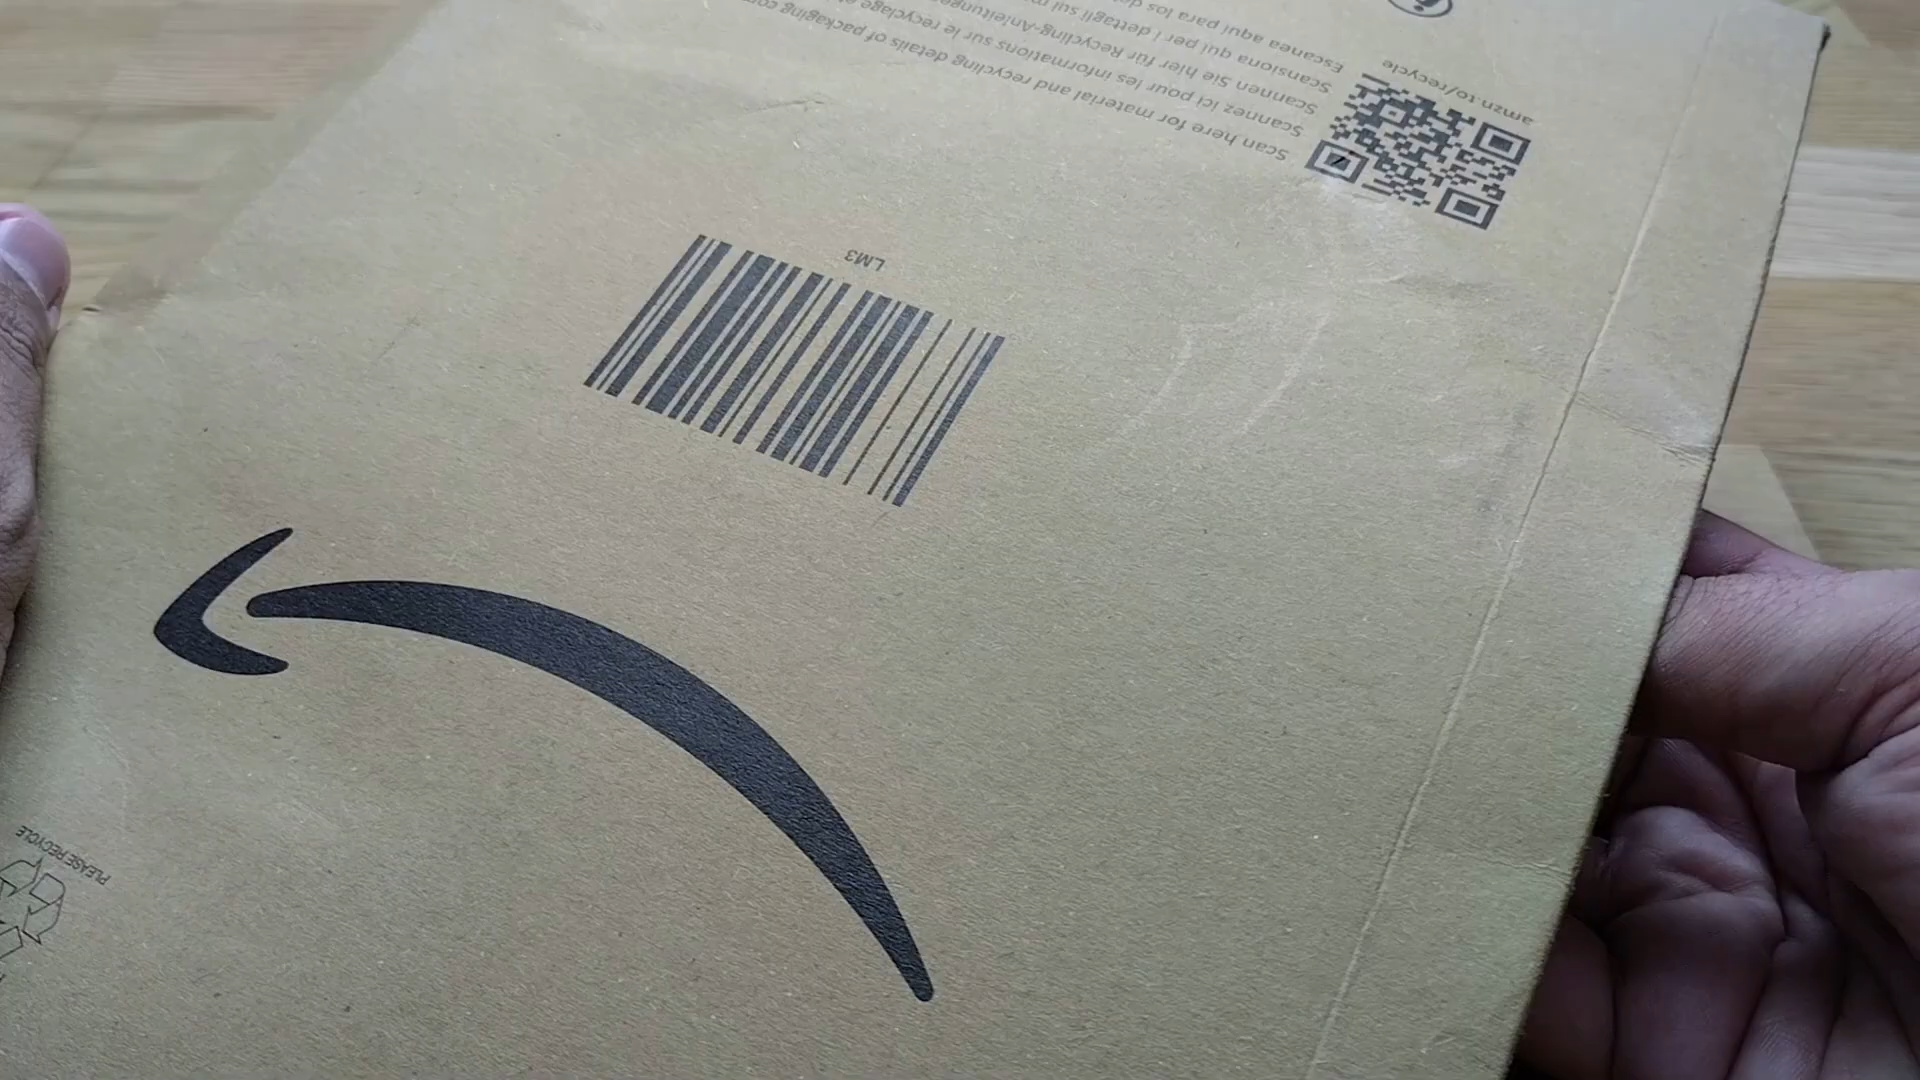 Scan here for material and recycling details of packaging
Scannez ici pour les informations sur le recyclage
Scannen Sie hier für Recycling-Anleitungen
Scansiona qui per i dettagli sul
Escanea aquí para los
amzn.to/recycle
LM3
PLEASE RECYCLE